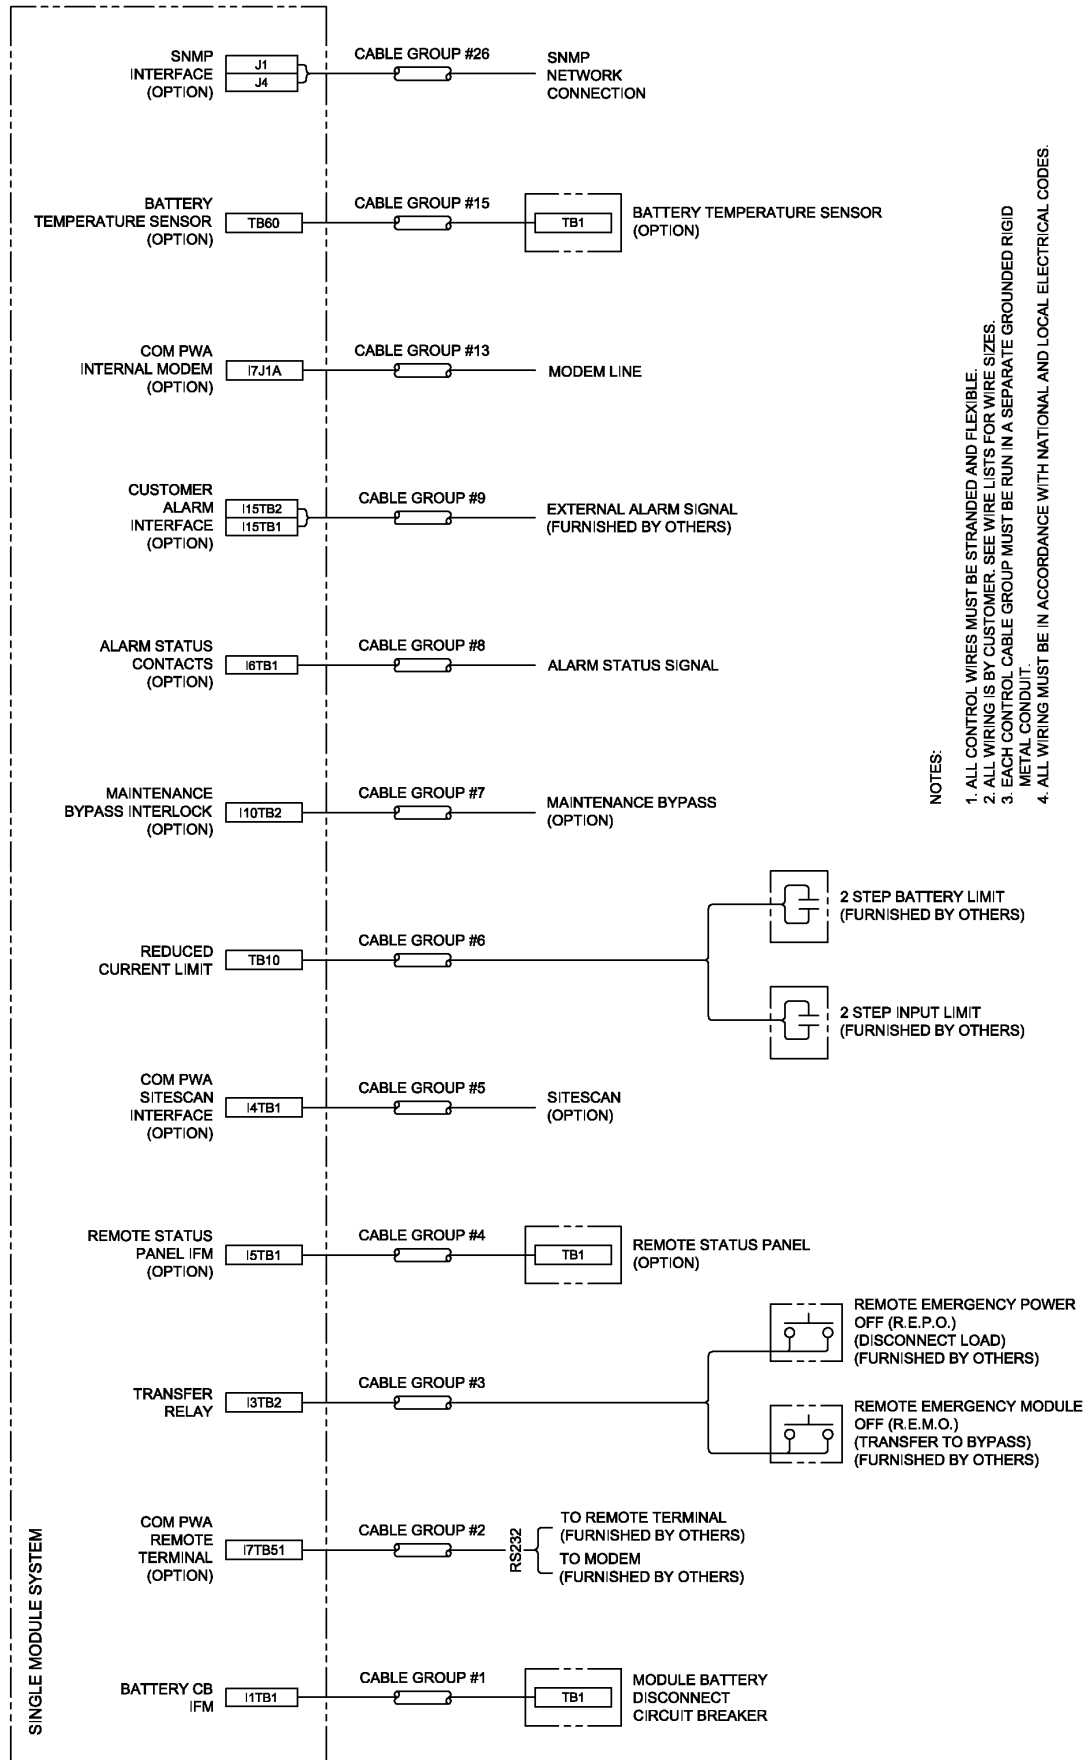 SNMP
INTERFACE
(OPTION)
J1
J4
CABLE GROUP #26
SNMP
NETWORK
CONNECTION
BATTERY
TEMPERATURE SENSOR
(OPTION)
TB60
CABLE GROUP #15
TB1
BATTERY TEMPERATURE SENSOR
(OPTION)
COM PWA
INTERNAL MODEM
(OPTION)
I7J1A
CABLE GROUP #13
MODEM LINE
CUSTOMER
ALARM
INTERFACE
(OPTION)
I15TB2
I15TB1
CABLE GROUP #9
EXTERNAL ALARM SIGNAL
(FURNISHED BY OTHERS)
ALARM STATUS
CONTACTS
(OPTION)
I6TB1
CABLE GROUP #8
ALARM STATUS SIGNAL
MAINTENANCE
BYPASS INTERLOCK
(OPTION)
I10TB2
CABLE GROUP #7
MAINTENANCE BYPASS
(OPTION)
REDUCED
CURRENT LIMIT
TB10
CABLE GROUP #6
2 STEP BATTERY LIMIT
(FURNISHED BY OTHERS)
2 STEP INPUT LIMIT
(FURNISHED BY OTHERS)
COM PWA
SITESCAN
INTERFACE
(OPTION)
I4TB1
CABLE GROUP #5
SITESCAN
(OPTION)
REMOTE STATUS
PANEL IFM
(OPTION)
I5TB1
CABLE GROUP #4
TB1
REMOTE STATUS PANEL
(OPTION)
TRANSFER
RELAY
I3TB2
CABLE GROUP #3
REMOTE EMERGENCY POWER
OFF (R.E.P.O.)
(DISCONNECT LOAD)
(FURNISHED BY OTHERS)
REMOTE EMERGENCY MODULE
OFF (R.E.M.O.)
(TRANSFER TO BYPASS)
(FURNISHED BY OTHERS)
COM PWA
REMOTE
TERMINAL
(OPTION)
I7TB51
CABLE GROUP #2
RS232
TO REMOTE TERMINAL
(FURNISHED BY OTHERS)
TO MODEM
(FURNISHED BY OTHERS)
BATTERY CB
IFM
I1TB1
CABLE GROUP #1
TB1
MODULE BATTERY
DISCONNECT
CIRCUIT BREAKER
SINGLE MODULE SYSTEM
NOTES:
1. ALL CONTROL WIRES MUST BE STRANDED AND FLEXIBLE.
2. ALL WIRING IS BY CUSTOMER. SEE WIRE LISTS FOR WIRE SIZES.
3. EACH CONTROL CABLE GROUP MUST BE RUN IN A SEPARATE GROUNDED RIGID
METAL CONDUIT.
4. ALL WIRING MUST BE IN ACCORDANCE WITH NATIONAL AND LOCAL ELECTRICAL CODES.